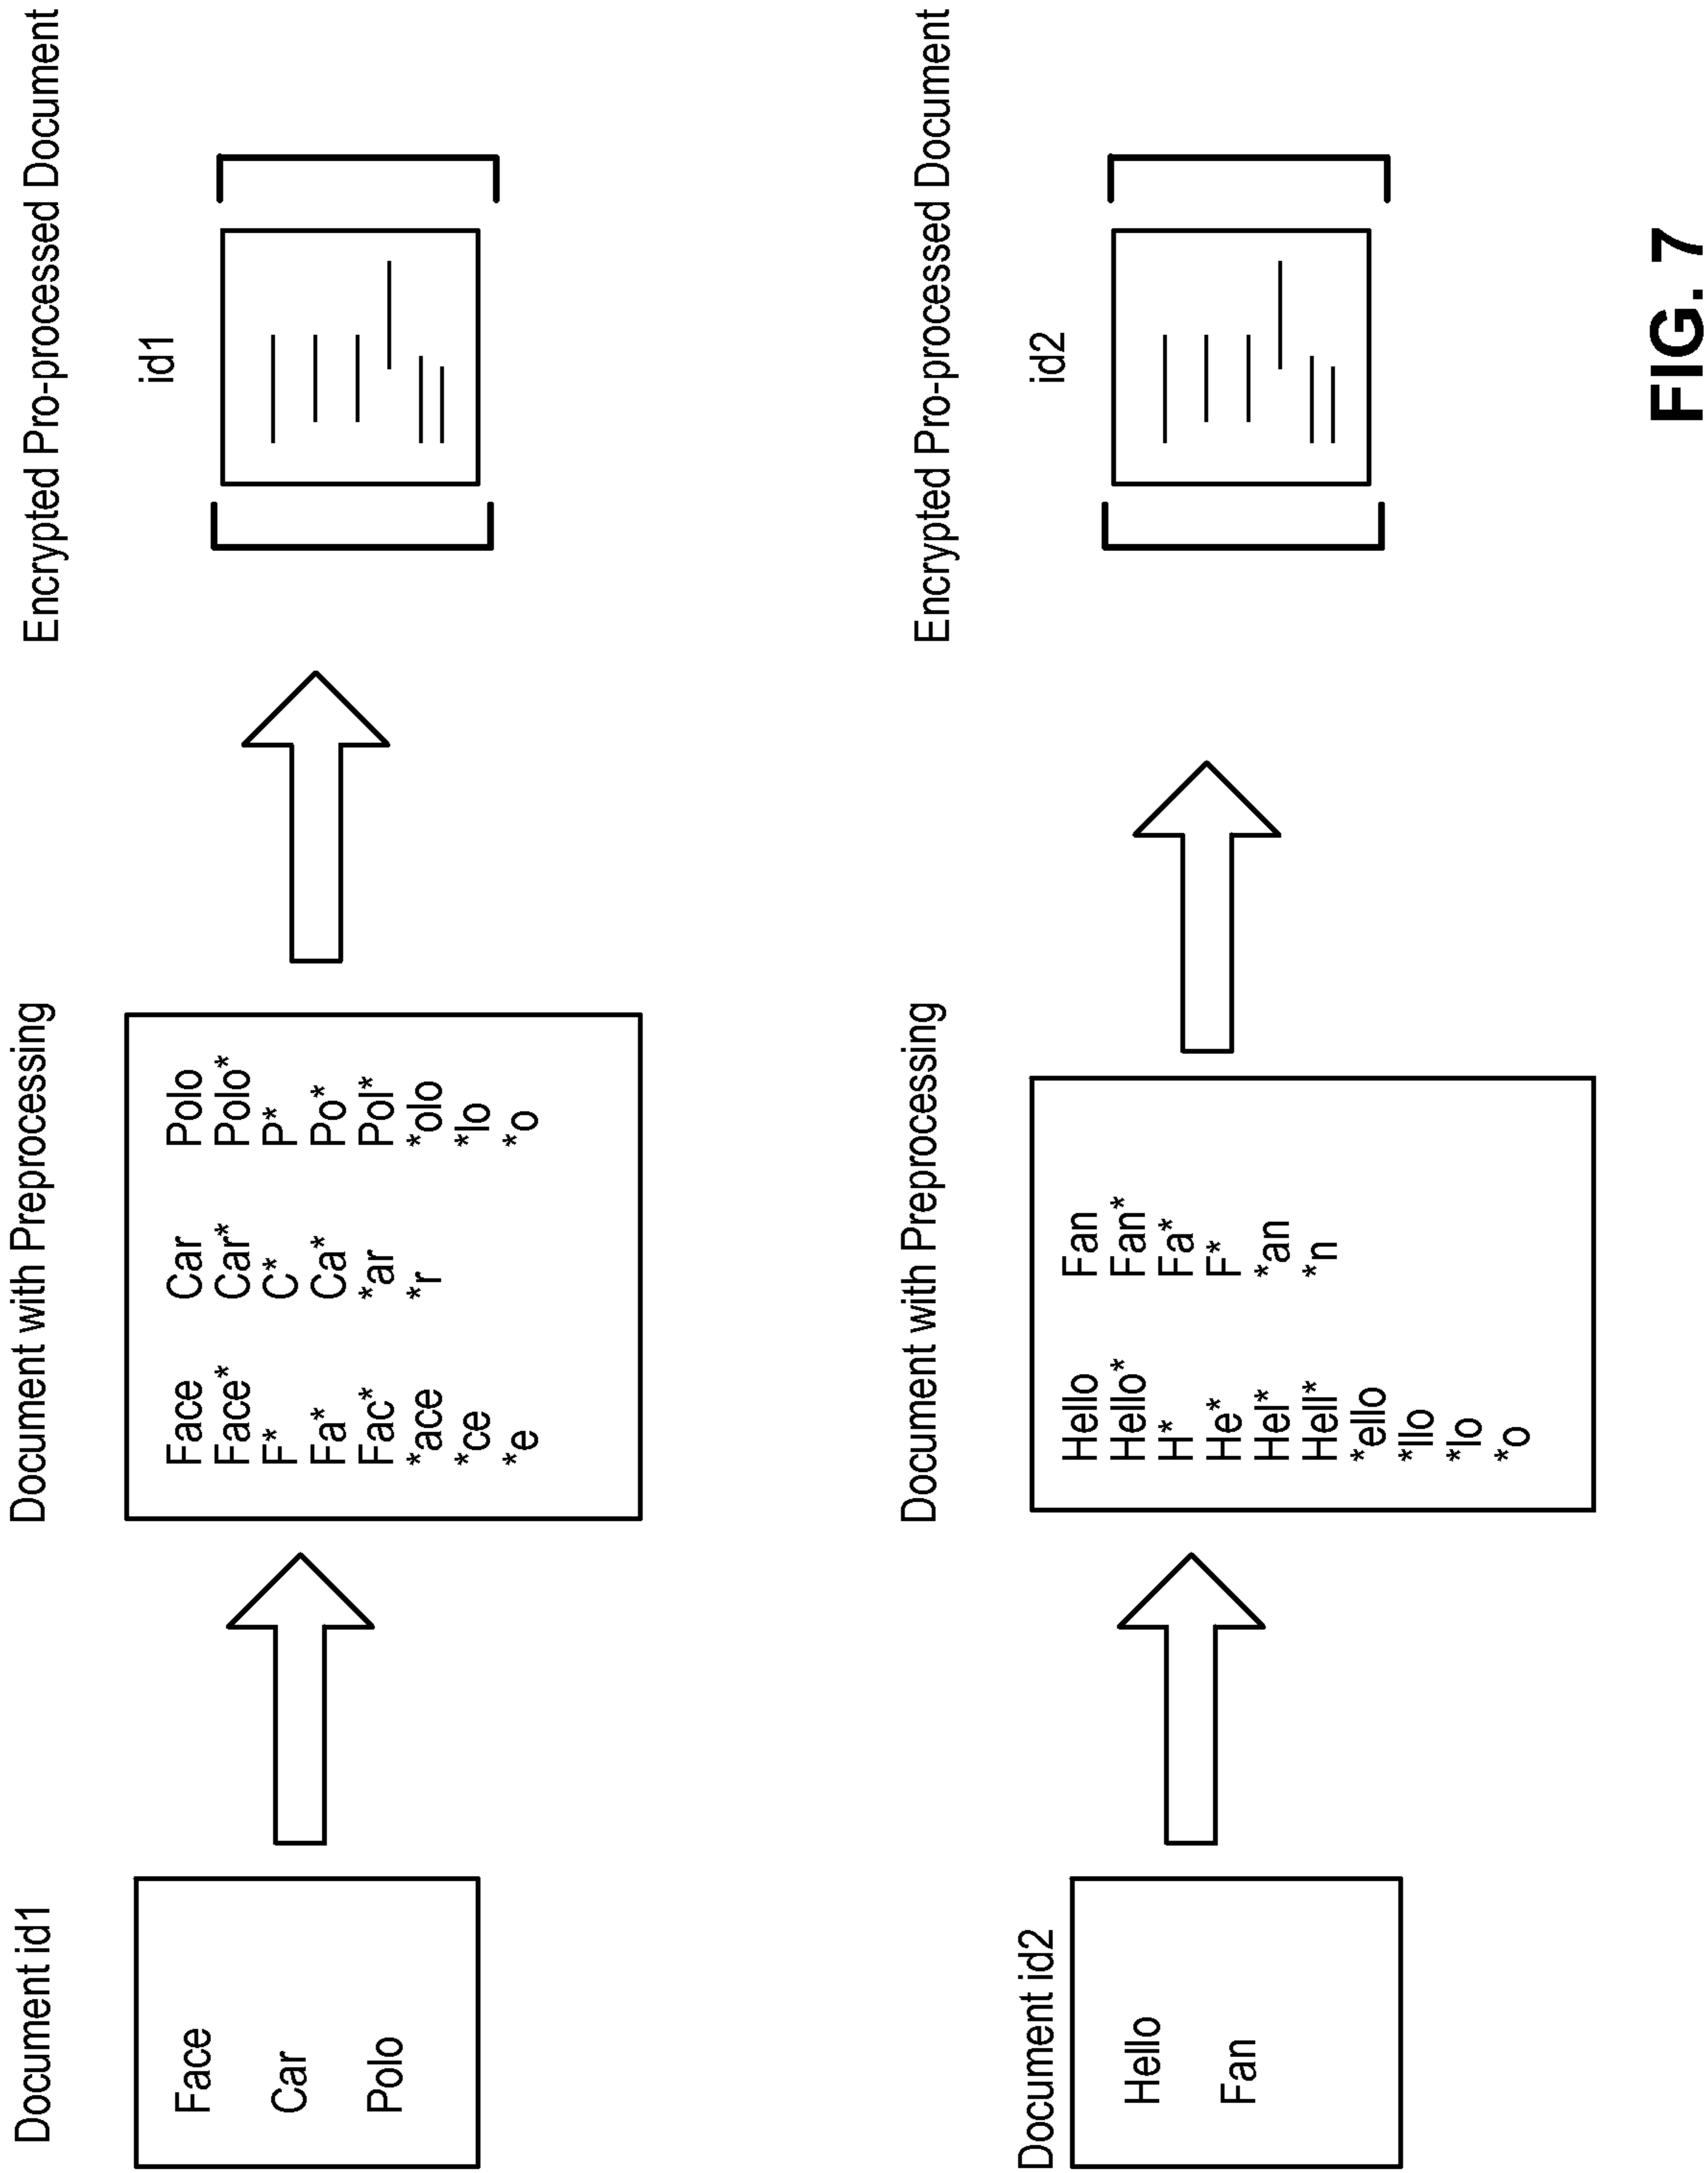 Document id1
Face
Car
Polo
Document with Preprocessing
Face Car Polo
Face* Car* Polo*
F* C* P*
Fa* Ca* Po*
Fac* *ar Pol*
*ace *r *olo
*ce *lo
*e *o
Encrypted Pro-processed Document
id1
Document id2
Hello
Fan
Document with Preprocessing
Hello Fan
Hello* Fan*
H* Fa*
He* F*
Hel* *an
Hell* *n
*ello
*llo
*lo
*o
Encrypted Pro-processed Document
id2
FIG. 7